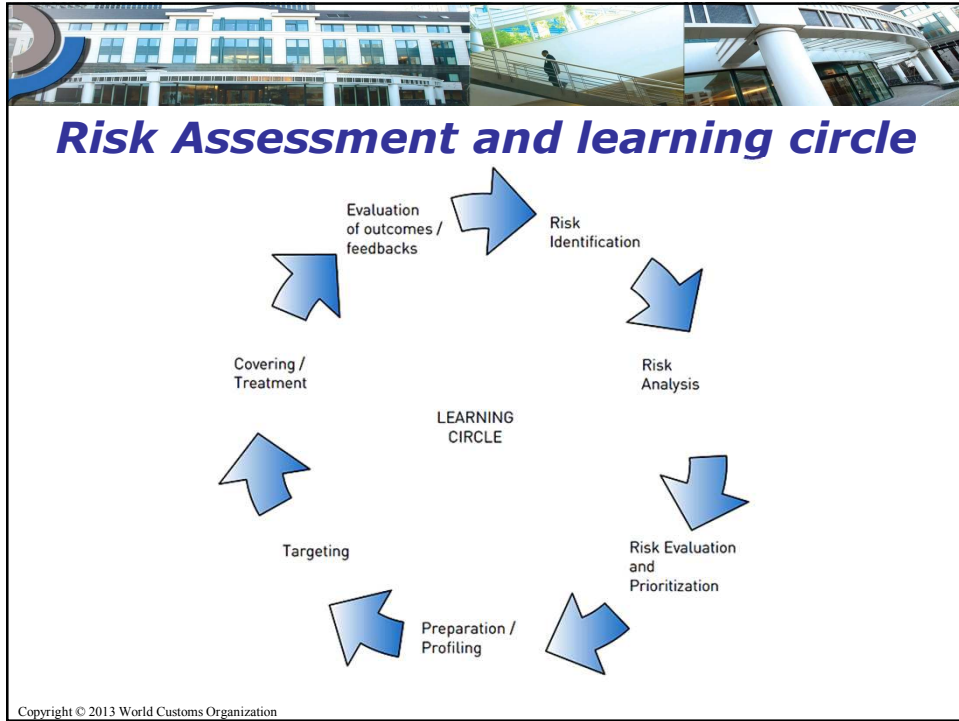 Risk Assessment and learning circle
Evaluation
of outcomes /
feedbacks
Risk
Identification
Risk
Analysis
Risk Evaluation
and
Prioritization
Preparation /
Profiling
Targeting
Covering /
Treatment
LEARNING
CIRCLE
Copyright © 2013 World Customs Organization